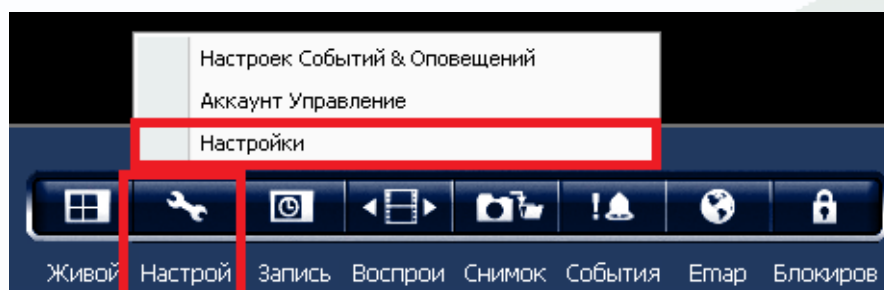 Настроек Событий & Оповещений
Аккаунт Управление
Настройки
Живой Настрой Запись Воспрои Снимок События Emap Блокиров